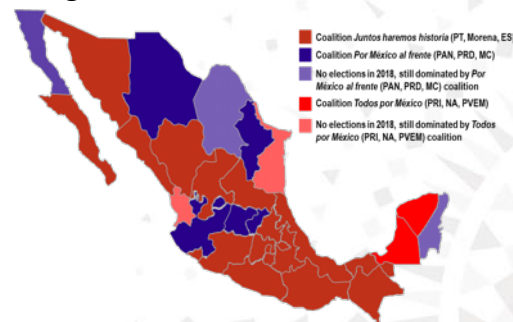 Coalition Juntos haremos historia (PT, Morena, ES)
Coalition Por México al frente (PAN, PRD, MC)
No elections in 2018, still dominated by Por
México al frente (PAN, PRD, MC) coalition
Coalition Todos por México (PRI, NA, PVEM)
No elections in 2018, still dominated by Todos
por México (PRI, NA, PVEM) coalition